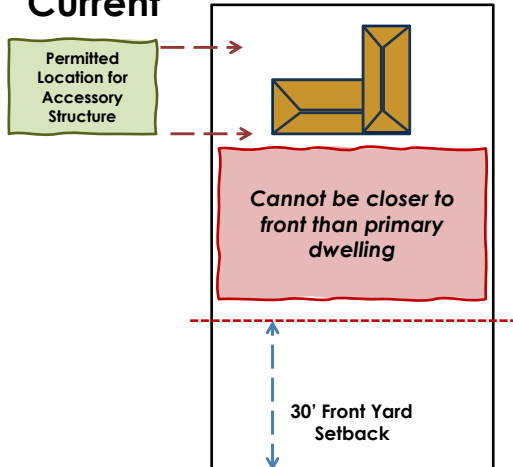 Current
Permitted
Location for
Accessory
Structure
Cannot be closer to
front than primary
dwelling
30' Front Yard
Setback